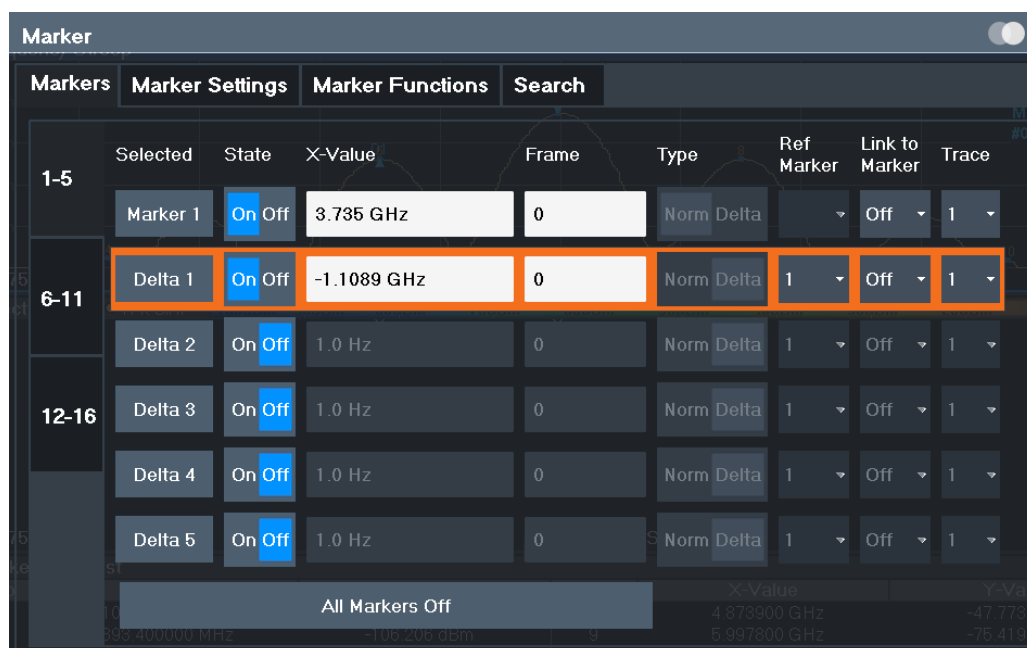 Marker
Markers Marker Settings Marker Functions Search
1-5
6-11
12-16
Selected State X-Value Frame Type Ref Marker Link to Marker Trace
Marker 1 On Off 3.735 GHz 0 Norm Delta Off 1
Delta 1 On Off -1.1089 GHz 0 Norm Delta 1 Off 1
Delta 2 On Off 1.0 Hz 0 Norm Delta 1 Off 1
Delta 3 On Off 1.0 Hz 0 Norm Delta 1 Off 1
Delta 4 On Off 1.0 Hz 0 Norm Delta 1 Off 1
Delta 5 On Off 1.0 Hz 0 Norm Delta 1 Off 1
All Markers Off
X-Value Y-Va
4.873900 GHz -47.773
893.400000 MHz -106.206 dBm 9 5.997800 GHz -75.419